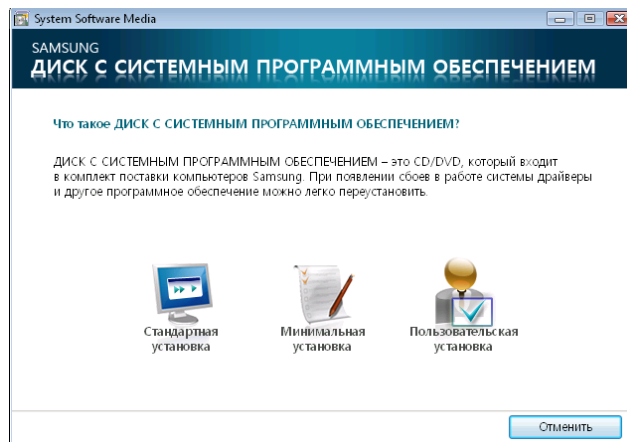 System Software Media
SAMSUNG
ДИСК С СИСТЕМНЫМ ПРОГРАММНЫМ ОБЕСПЕЧЕНИЕМ
Что такое ДИСК С СИСТЕМНЫМ ПРОГРАММНЫМ ОБЕСПЕЧЕНИЕМ?
ДИСК С СИСТЕМНЫМ ПРОГРАММНЫМ ОБЕСПЕЧЕНИЕМ – это CD/DVD, который входит
в комплект поставки компьютеров Samsung. При появлении сбоев в работе системы драйверы
и другое программное обеспечение можно легко переустановить.
Стандартная
установка
Минимальная
установка
Пользовательская
установка
Отменить